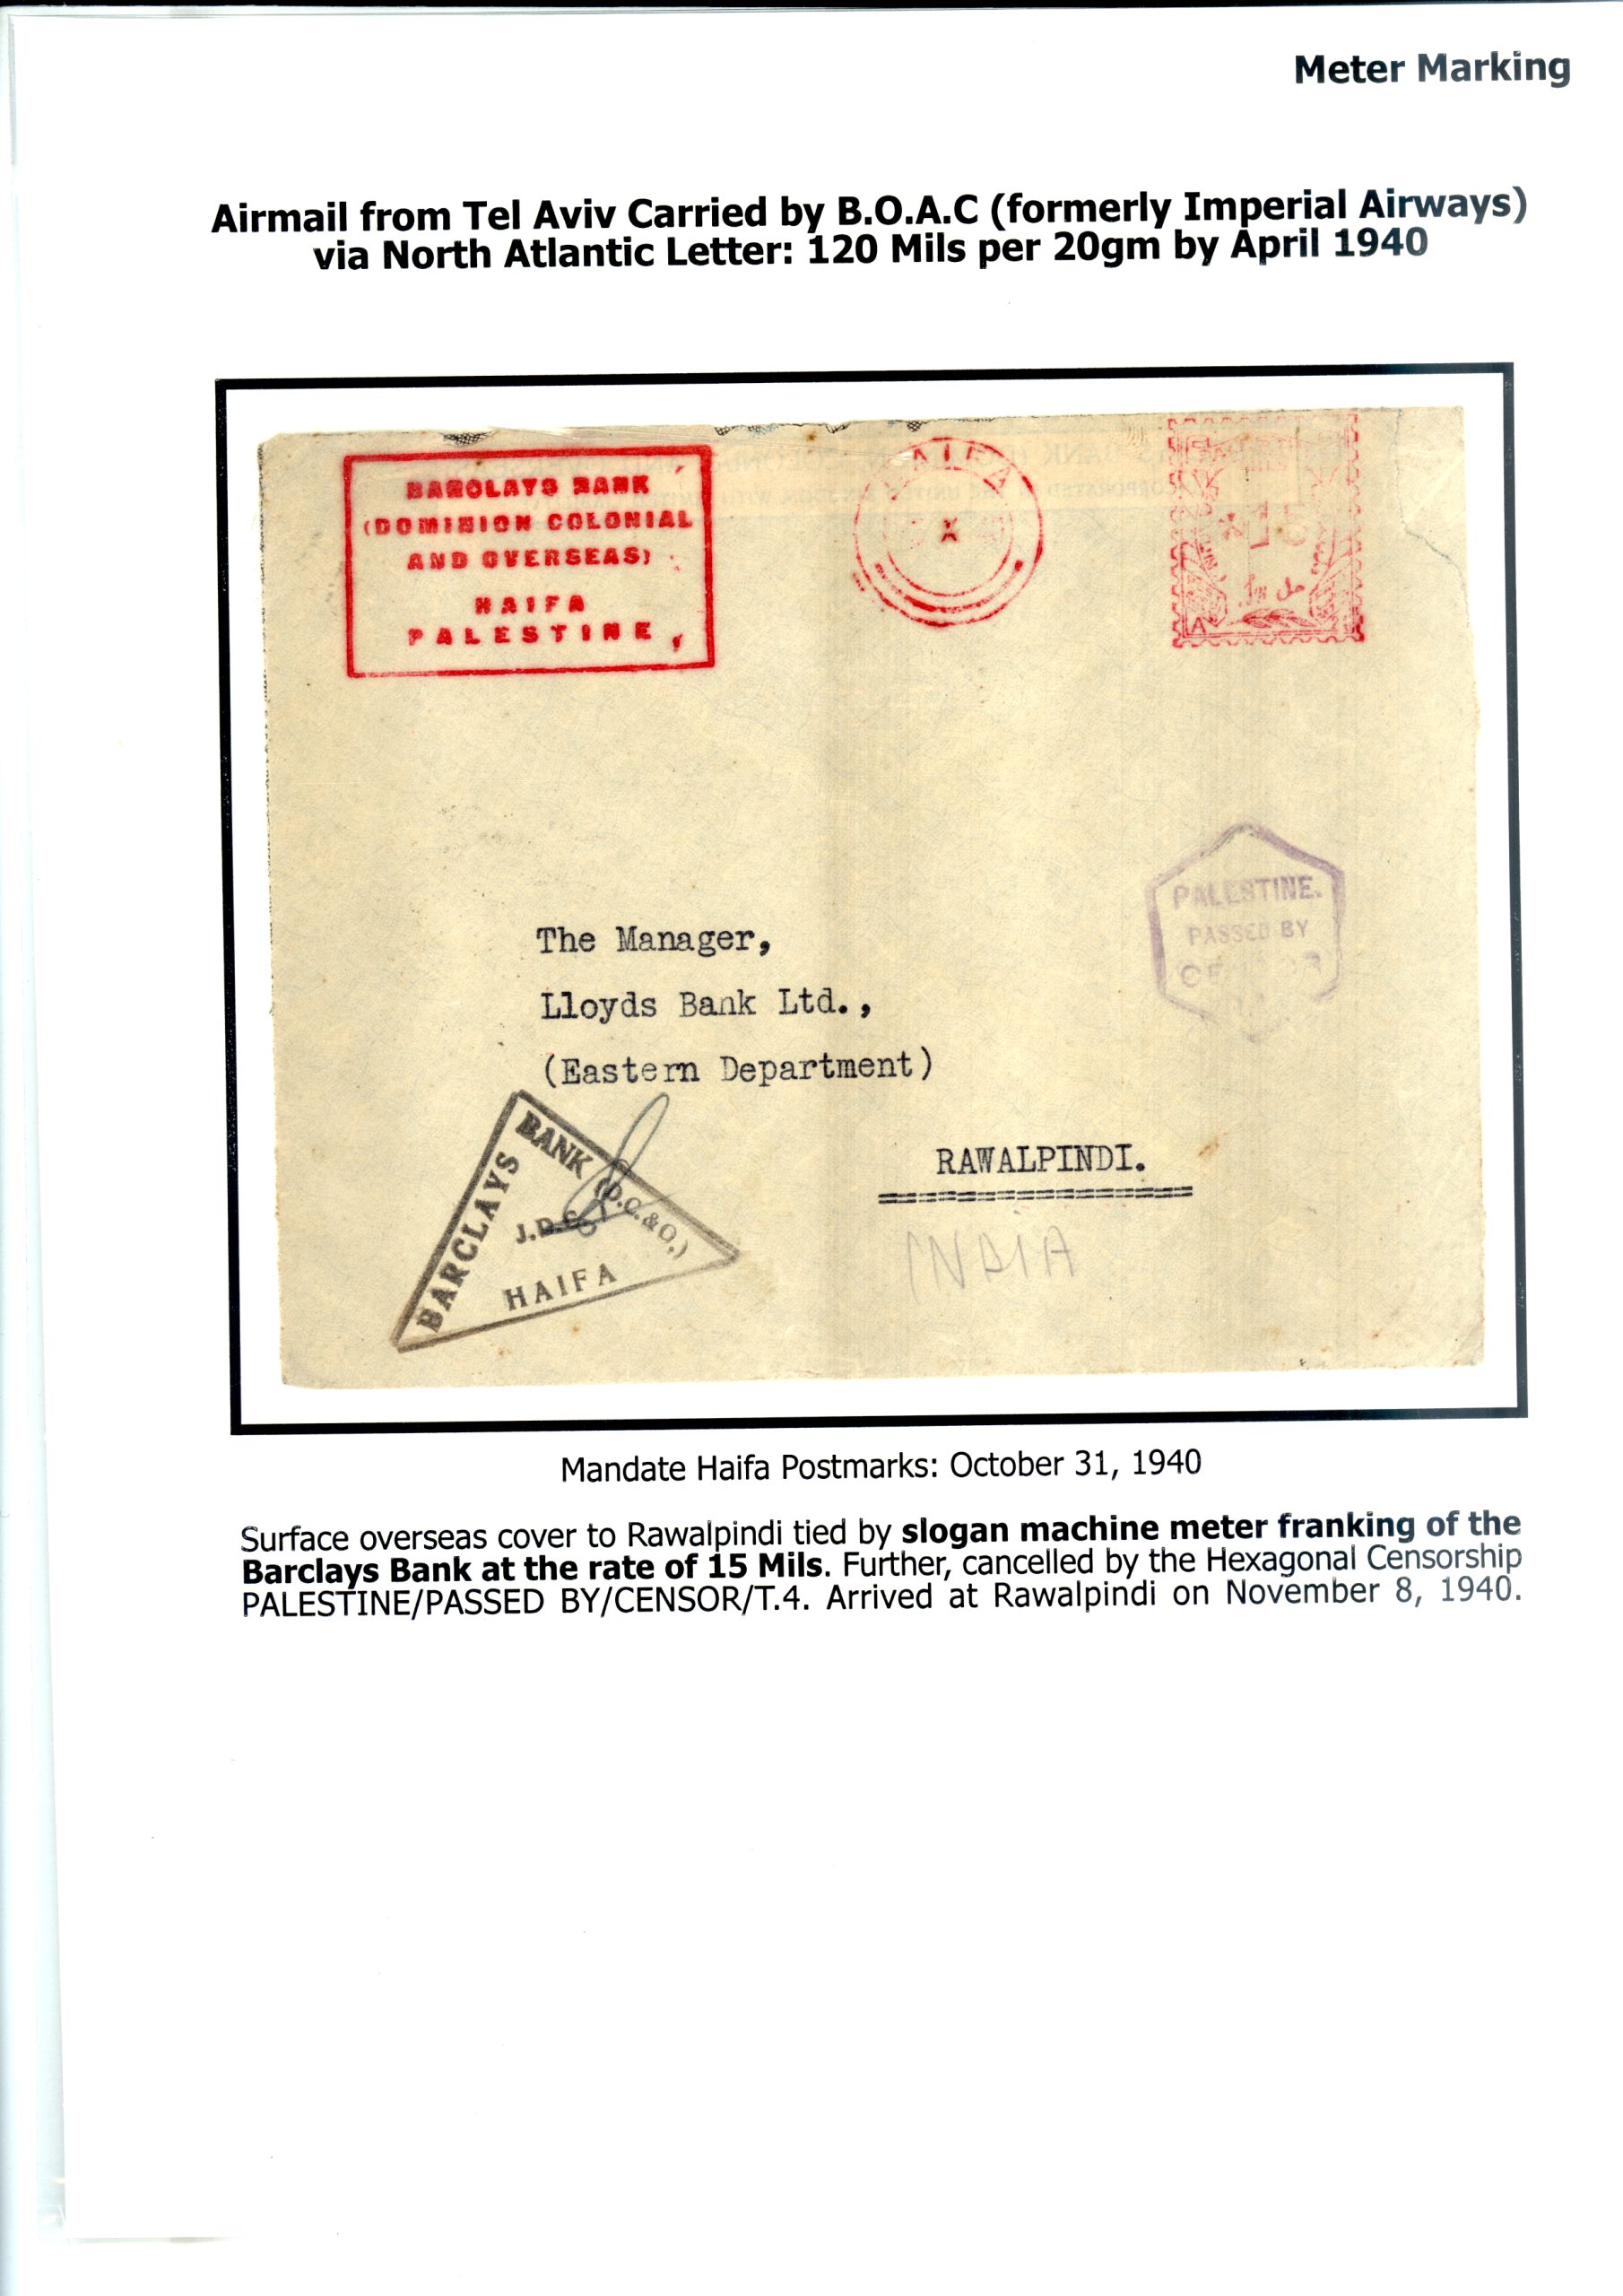 Meter Marking
Airmail from Tel Aviv Carried by B.O.A.C (formerly Imperial Airways)
via North Atlantic Letter: 120 Mils per 20gm by April 1940
BARCLAYS BANK
(DOMINION COLONIAL
AND OVERSEAS)
HAIFA
PALESTINE
HAIFA
X
15
مل
A
PALESTINE.
PASSED BY
CENSOR
The Manager,
Lloyds Bank Ltd.,
(Eastern Department)
RAWALPINDI.
INDIA
BARCLAYS BANK (D.C.&O.)
HAIFA
Mandate Haifa Postmarks: October 31, 1940
Surface overseas cover to Rawalpindi tied by slogan machine meter franking of the
Barclays Bank at the rate of 15 Mils. Further, cancelled by the Hexagonal Censorship
PALESTINE/PASSED BY/CENSOR/T.4. Arrived at Rawalpindi on November 8, 1940.